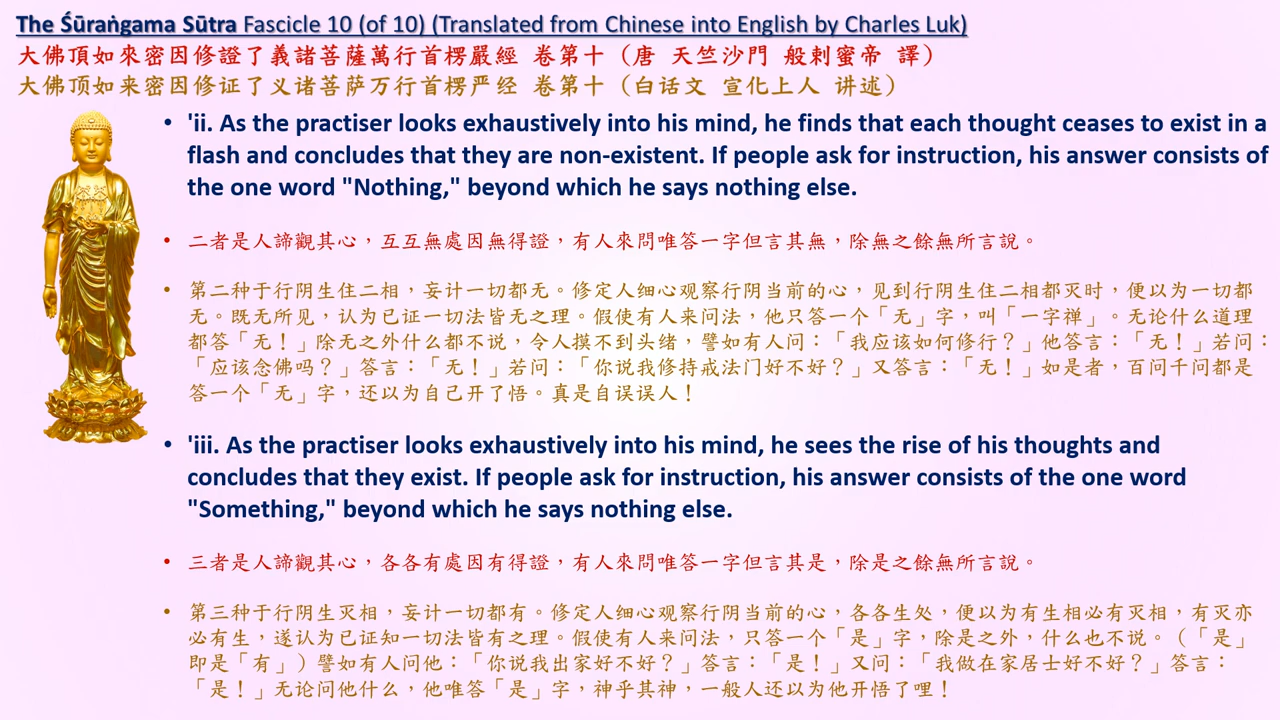 The Śūraṅgama Sūtra Fascicle 10 (of 10) (Translated from Chinese into English by Charles Luk)
大佛頂如來密因修證了義諸菩薩萬行首楞嚴經 卷第十 (唐 天竺沙門 般剌蜜帝 譯)
大佛顶如来密因修证了义诸菩萨万行首楞严经 卷第十 (白话文 宣化上人 讲述)
• 'ii. As the practiser looks exhaustively into his mind, he finds that each thought ceases to exist in a
flash and concludes that they are non-existent. If people ask for instruction, his answer consists of
the one word "Nothing," beyond which he says nothing else.
• 二者是人諦觀其心，互互無處因無得證，有人來問唯答一字但言其無，除無之餘無所言說。
• 第二种于行阴生住二相，妄计一切都无。修定人细心观察行阴当前的心，见到行阴生住二相都灭时，便以为一切都
无。既无所见，认为已证一切法皆无之理。假使有人来问法，他只答一个「无」字，叫「一字禅」。无论什么道理
都答「无！」除无之外什么都不说，令人摸不到头绪，譬如有人问：「我应该如何修行？」他答言：「无！」若问：
「应该念佛吗？」答言：「无！」若问：「你说我修持戒法门好不好？」又答言：「无！」如是者，百问千问都是
答一个「无」字，还以为自己开了悟。真是自误误人！
• 'iii. As the practiser looks exhaustively into his mind, he sees the rise of his thoughts and
concludes that they exist. If people ask for instruction, his answer consists of the one word
"Something," beyond which he says nothing else.
• 三者是人諦觀其心，各各有處因有得證，有人來問唯答一字但言其是，除是之餘無所言說。
• 第三种于行阴生灭相，妄计一切都有。修定人细心观察行阴当前的心，各各生处，便以为有生相必有灭相，有灭亦
必有生，遂认为已证知一切法皆有之理。假使有人来问法，只答一个「是」字，除是之外，什么也不说。（「是」
即是「有」）譬如有人问他：「你说我出家好不好？」答言：「是！」又问：「我做在家居士好不好？」答言：
「是！」无论问他什么，他唯答「是」字，神乎其神，一般人还以为他开悟了哩！